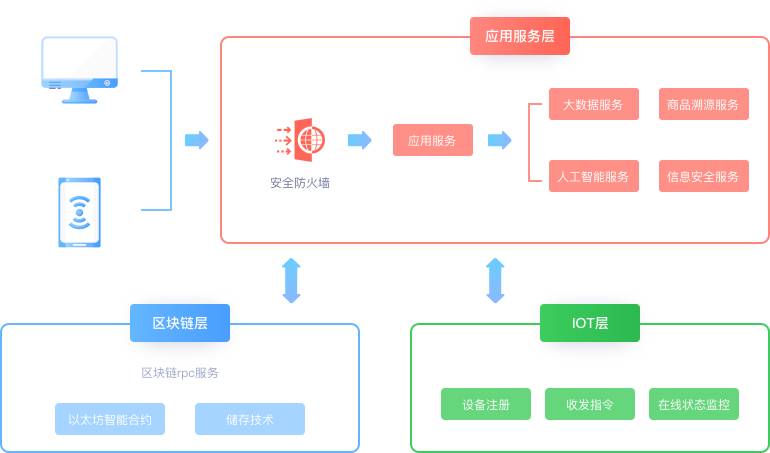 应用服务层
大数据服务
商品溯源服务
应用服务
人工智能服务
信息安全服务
安全防火墙
区块链层
区块链rpc服务
以太坊智能合约
储存技术
IOT层
设备注册
收发指令
在线状态监控